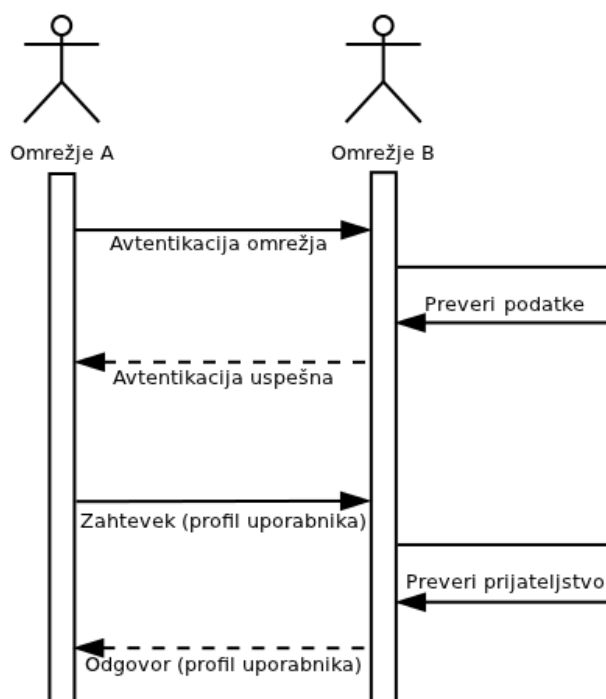 Omrežje A
Omrežje B
Avtentikacija omrežja
Preveri podatke
Avtentikacija uspešna
Zahtevek (profil uporabnika)
Preveri prijateljstvo
Odgovor (profil uporabnika)